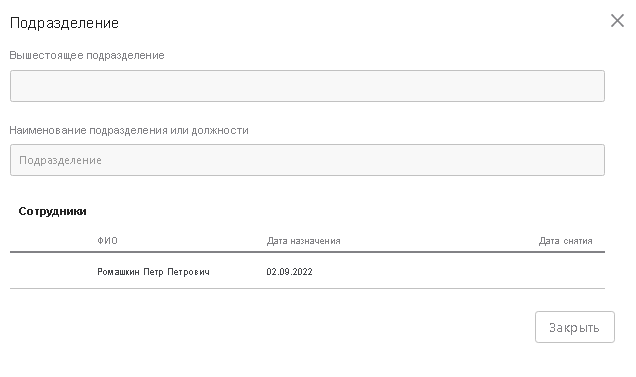 Подразделение
Вышестоящее подразделение
Наименование подразделения или должности
Подразделение
Сотрудники
ФИО Дата назначения Дата снятия
Ромашкин Петр Петрович 02.09.2022
Закрыть